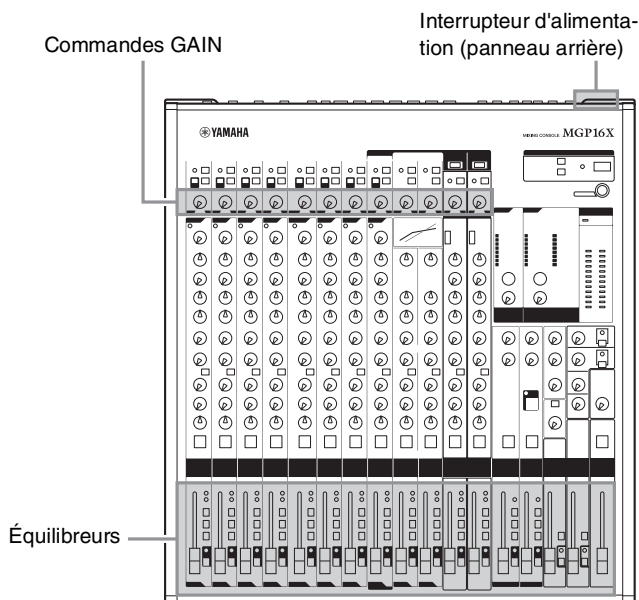 Interrupteur d'alimenta-
tion (panneau arrière)
Commandes GAIN
YAMAHA
MIXING CONSOLE MGP16X
Équilibreurs